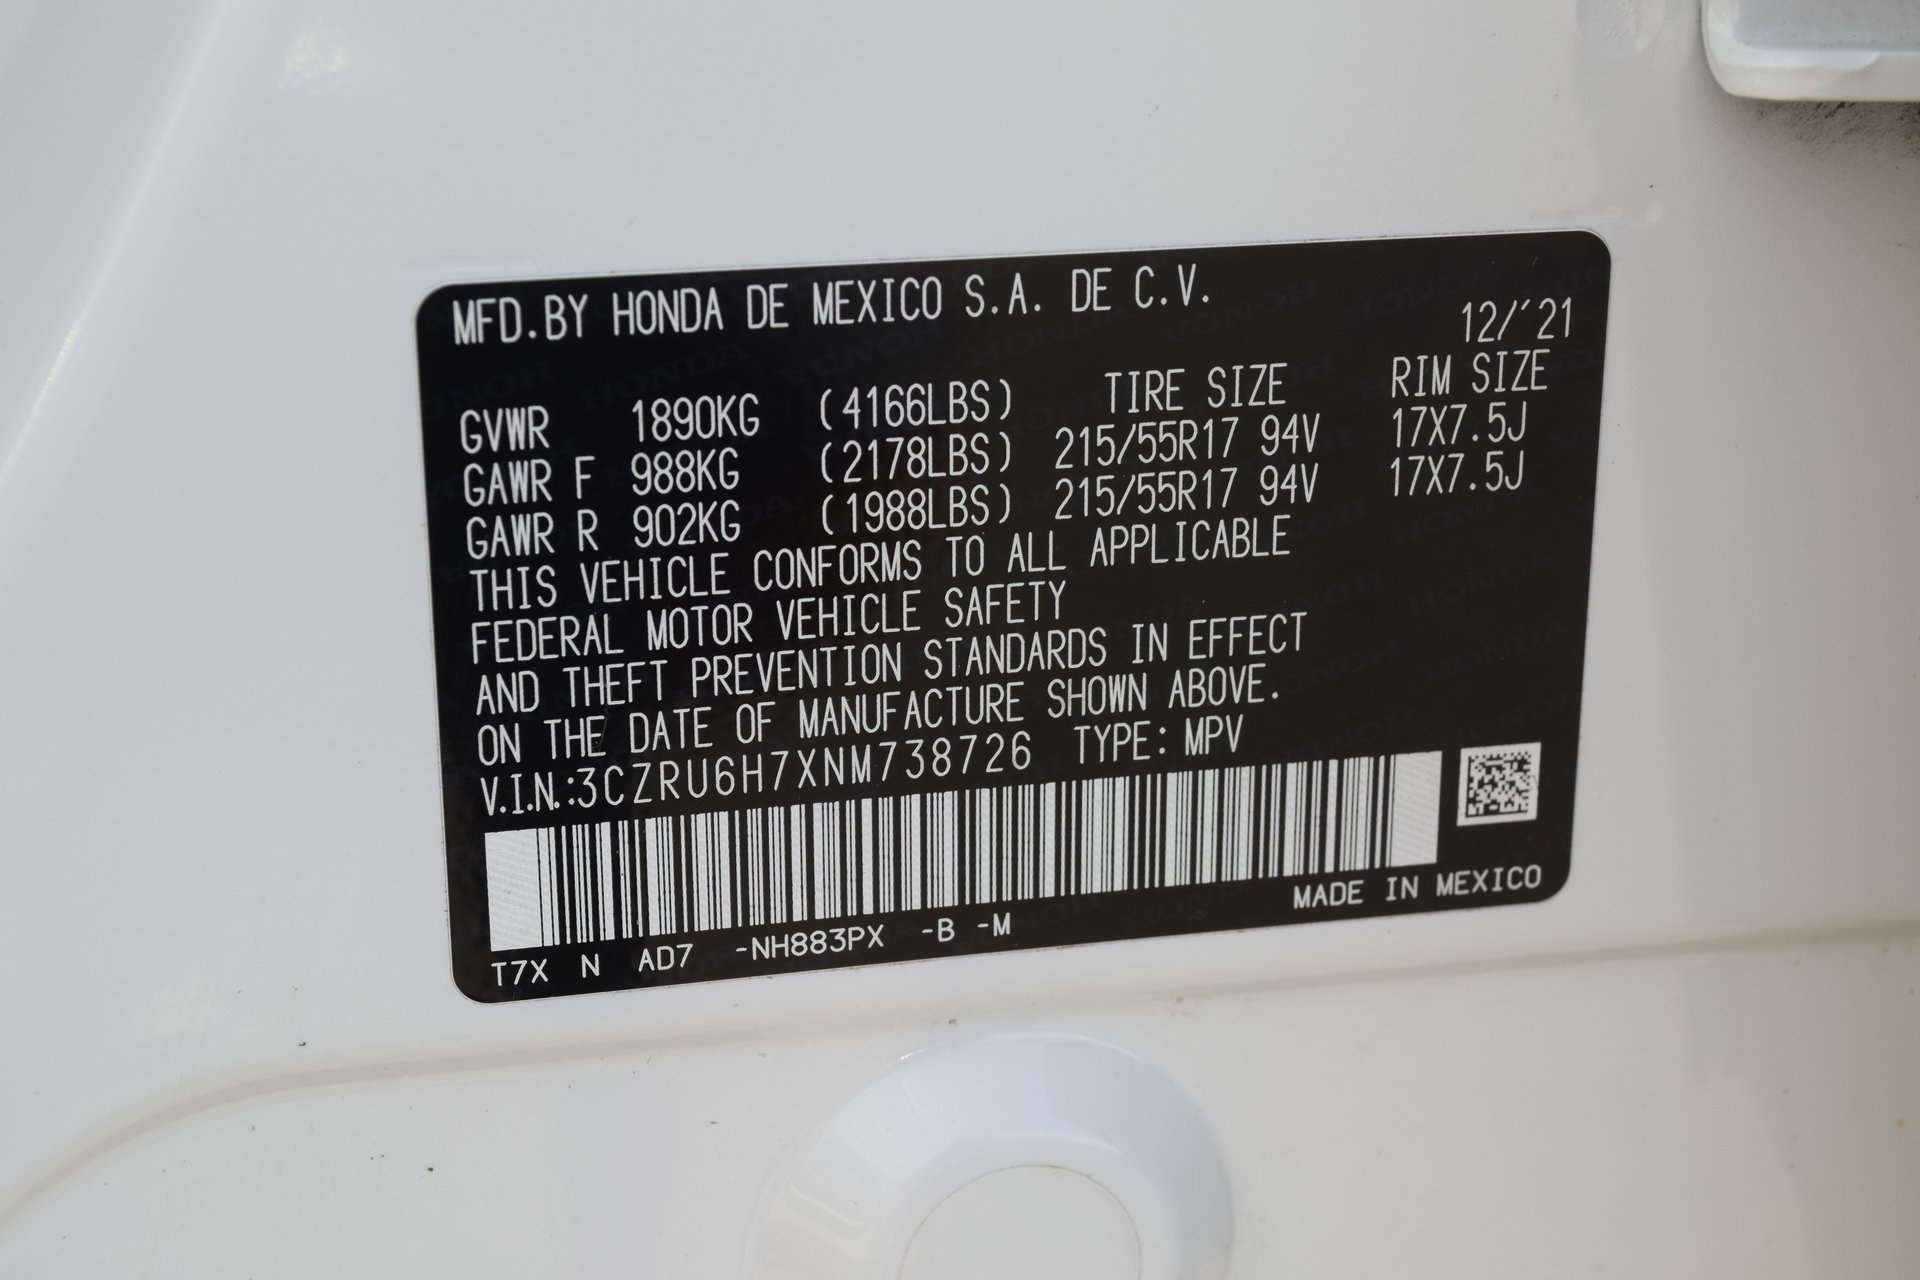 MFD.BY HONDA DE MEXICO S.A. DE C.V.
12/'21
TIRE SIZE RIM SIZE
GVWR 1890KG (4166LBS)
GAWR F 988KG (2178LBS) 215/55R17 94V 17X7.5J
GAWR R 902KG (1988LBS) 215/55R17 94V 17X7.5J
THIS VEHICLE CONFORMS TO ALL APPLICABLE
FEDERAL MOTOR VEHICLE SAFETY
AND THEFT PREVENTION STANDARDS IN EFFECT
ON THE DATE OF MANUFACTURE SHOWN ABOVE.
V.I.N.:3CZRU6H7XNM738726 TYPE: MPV
MADE IN MEXICO
T7X N AD7 -NH883PX -B -M